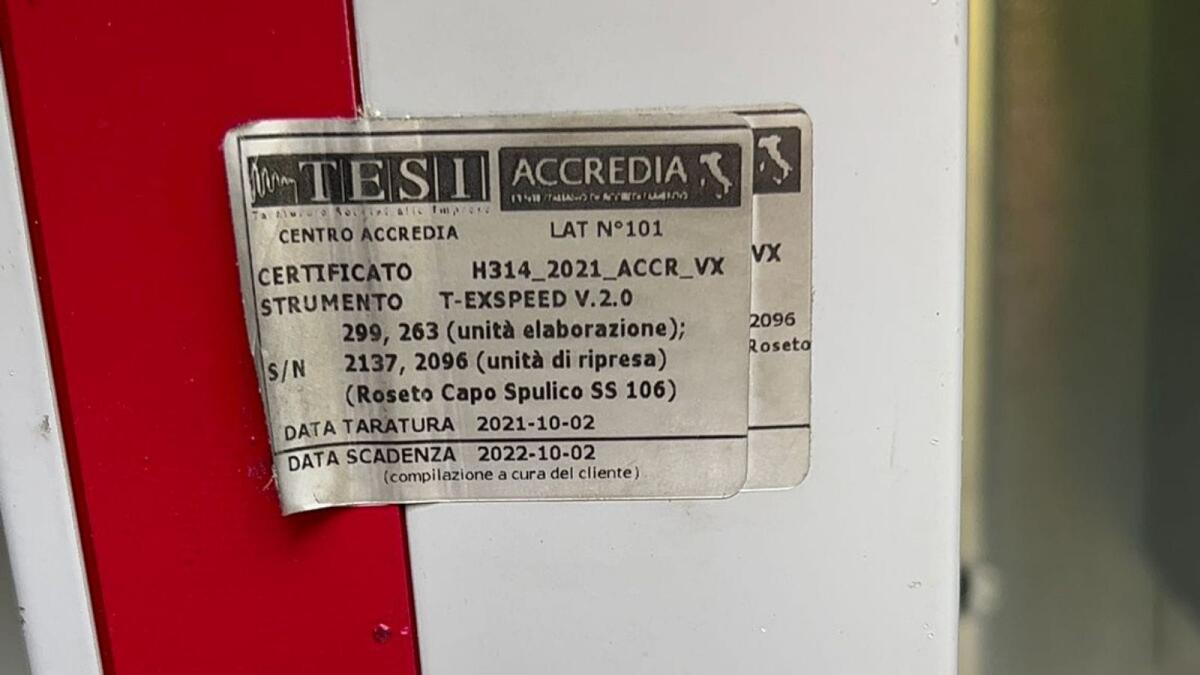 TESI ACCREDIA
CENTRO ACCREDIA LAT N°101
CERTIFICATO H314_2021_ACCR_VX
STRUMENTO T-EXSPEED V.2.0
299, 263 (unità elaborazione);
S/N 2137, 2096 (unità di ripresa)
(Roseto Capo Spulico SS 106)
DATA TARATURA 2021-10-02
DATA SCADENZA 2022-10-02
(compilazione a cura del cliente)
VX
2096
Roseto